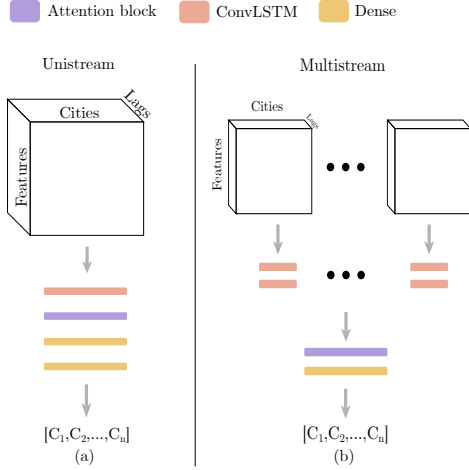 Attention block ConvLSTM Dense
Unistream
Lags
Cities
Features
[C₁,C₂,...,Cₙ]
(a)
Multistream
Cities
Lags
Features
[C₁,C₂,...,Cₙ]
(b)